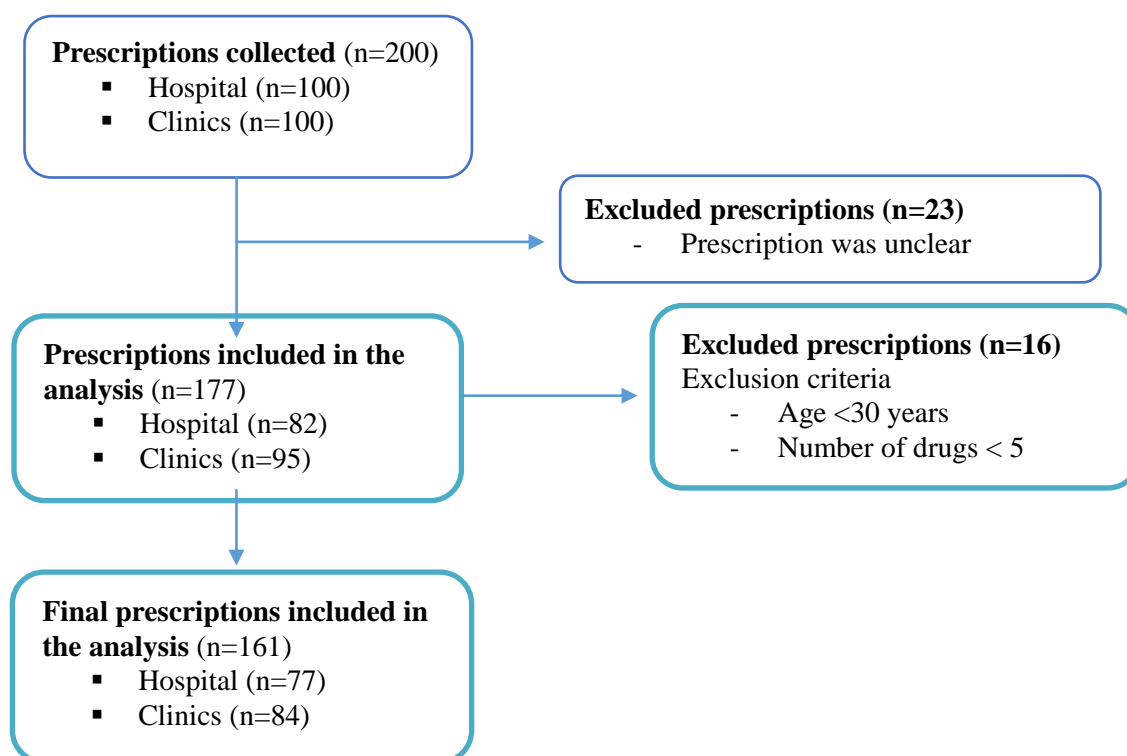 Prescriptions collected (n=200)
▪ Hospital (n=100)
▪ Clinics (n=100)
Excluded prescriptions (n=23)
- Prescription was unclear
Prescriptions included in the
analysis (n=177)
▪ Hospital (n=82)
▪ Clinics (n=95)
Excluded prescriptions (n=16)
Exclusion criteria
- Age <30 years
- Number of drugs < 5
Final prescriptions included in
the analysis (n=161)
▪ Hospital (n=77)
▪ Clinics (n=84)